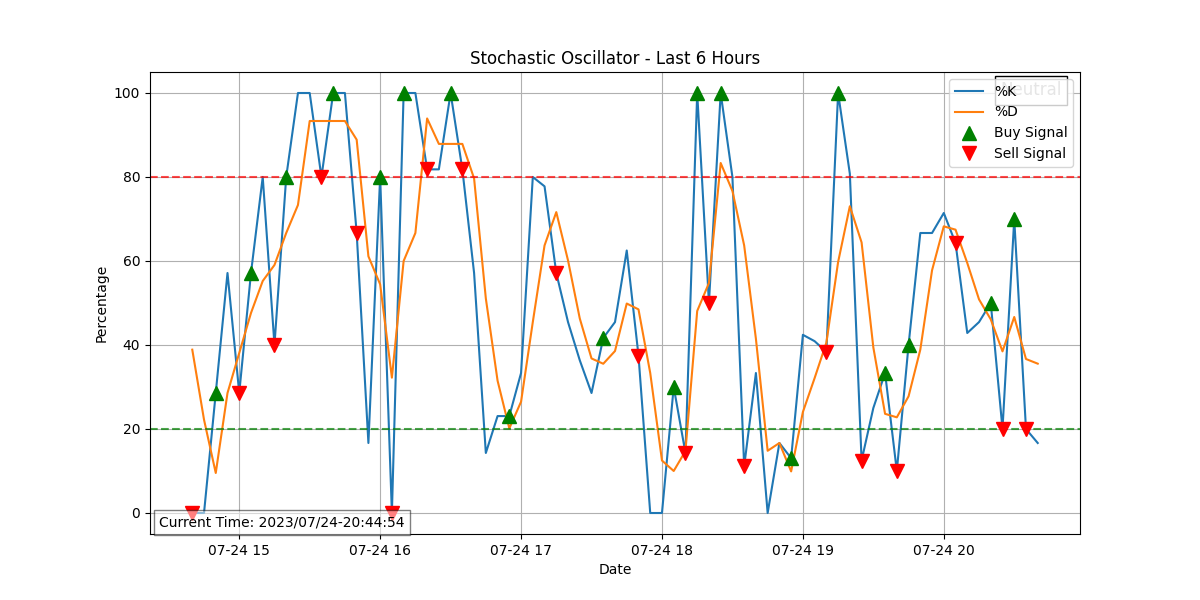 Stochastic Oscillator - Last 6 Hours
Neutral
%K
%D
Buy Signal
Sell Signal
100
80
60
40
20
0
Percentage
Current Time: 2023/07/24-20:44:54
07-24 15
07-24 16
07-24 17
07-24 18
07-24 19
07-24 20
Date